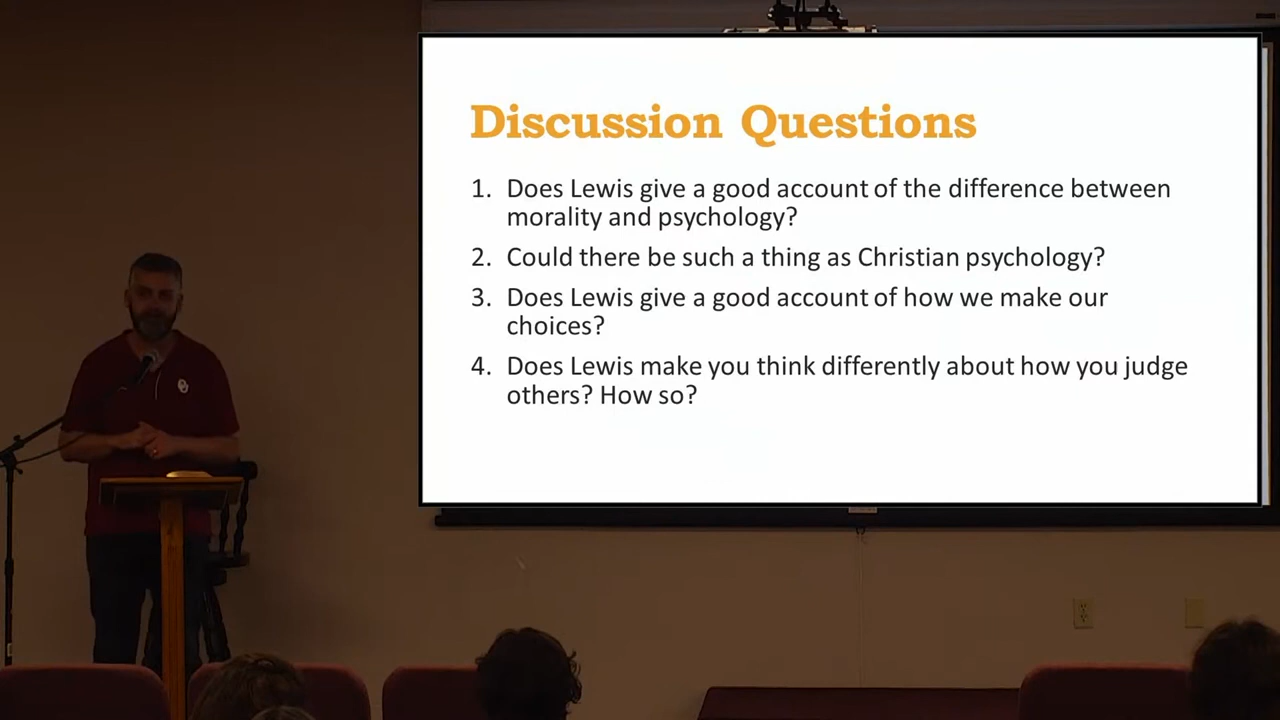 Discussion Questions
1. Does Lewis give a good account of the difference between
morality and psychology?
2. Could there be such a thing as Christian psychology?
3. Does Lewis give a good account of how we make our
choices?
4. Does Lewis make you think differently about how you judge
others? How so?
OU